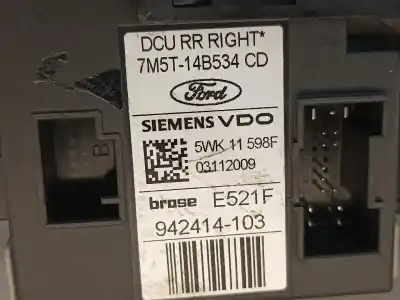 DCU RR RIGHT*
7M5T-14B534 CD
Ford
SIEMENS VDO
5WK 11 598F
03112009
brose E521F
942414-103
B